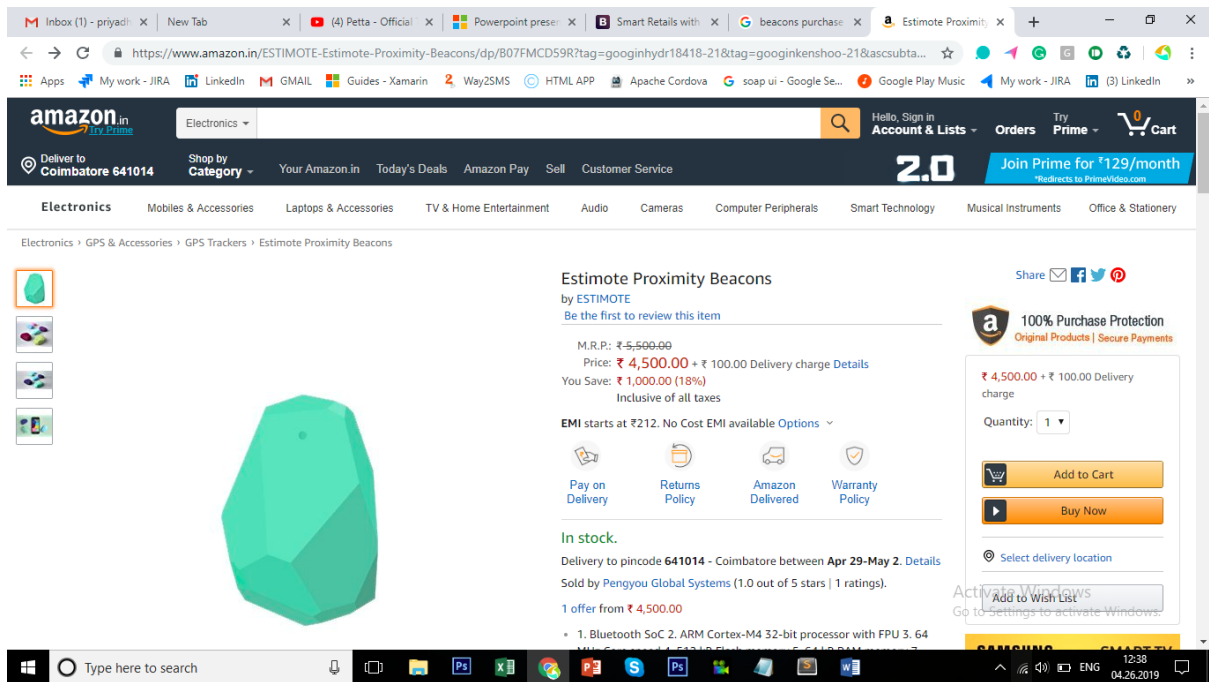 Inbox (1) - priyadh
New Tab
(4) Petta - Official
Powerpoint presen
Smart Retails with
beacons purchase
Estimote Proximity
https://www.amazon.in/ESTIMOTE-Estimote-Proximity-Beacons/dp/B07FMCD59R?tag=googinhydr18418-21&tag=googinkenshoo-21&ascsubta...
Apps My work - JIRA LinkedIn GMAIL Guides - Xamarin Way2SMS HTML APP Apache Cordova soap ui - Google Se... Google Play Music My work - JIRA (3) LinkedIn »
amazon.in
Try Prime
Electronics
Hello, Sign in
Account & Lists
Orders
Try
Prime
0
Cart
Deliver to
Coimbatore 641014
Shop by
Category
Your Amazon.in Today's Deals Amazon Pay Sell Customer Service
2.0
Join Prime for ₹129/month
*Redirects to PrimeVideo.com
Electronics Mobiles & Accessories Laptops & Accessories TV & Home Entertainment Audio Cameras Computer Peripherals Smart Technology Musical Instruments Office & Stationery
Electronics › GPS & Accessories › GPS Trackers › Estimote Proximity Beacons
Estimote Proximity Beacons
by ESTIMOTE
Be the first to review this item
M.R.P.: ₹ 5,500.00
Price: ₹ 4,500.00 + ₹ 100.00 Delivery charge Details
You Save: ₹ 1,000.00 (18%)
Inclusive of all taxes
EMI starts at ₹212. No Cost EMI available Options
Pay on
Delivery
Returns
Policy
Amazon
Delivered
Warranty
Policy
In stock.
Delivery to pincode 641014 - Coimbatore between Apr 29-May 2. Details
Sold by Pengyou Global Systems (1.0 out of 5 stars | 1 ratings).
1 offer from ₹ 4,500.00
1. Bluetooth SoC 2. ARM Cortex-M4 32-bit processor with FPU 3. 64
Share
100% Purchase Protection
Original Products | Secure Payments
₹ 4,500.00 + ₹ 100.00 Delivery
charge
Quantity: 1
Add to Cart
Buy Now
Select delivery location
Add to Wish List
Activate Windows
Go to Settings to activate Windows.
Type here to search
ENG
12:38
04.26.2019